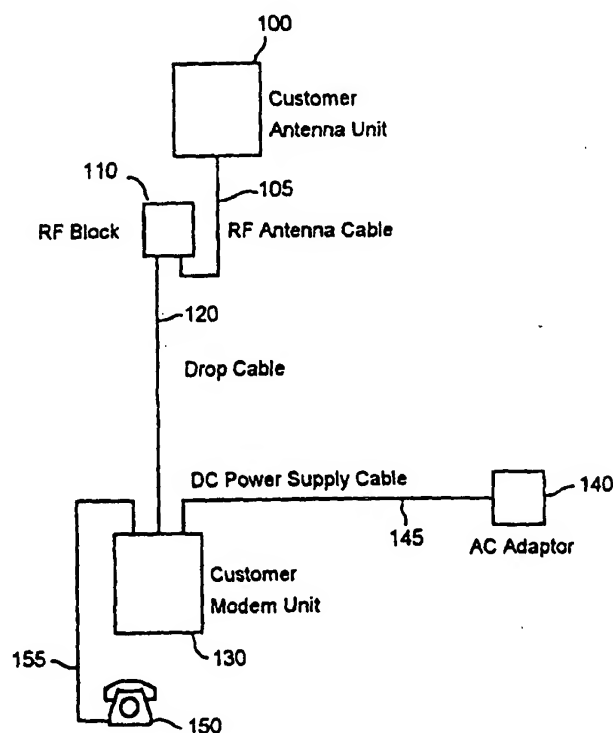 100
Customer
Antenna Unit
110
105
RF Block
RF Antenna Cable
120
Drop Cable
DC Power Supply Cable
140
145
AC Adaptor
Customer
Modem Unit
155
130
150